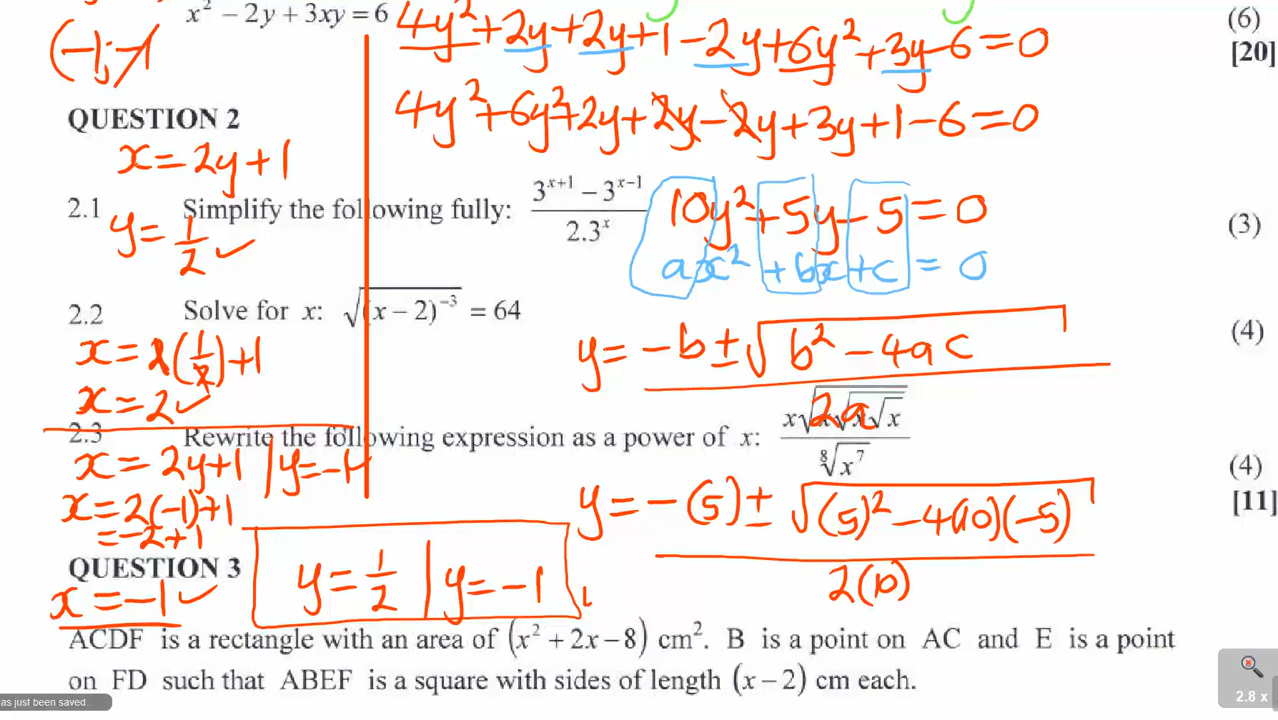 x² − 2y + 3xy = 6
4y² + 2y + 2y + 1 − 2y + 6y² + 3y − 6 = 0
(6)
(−1; −1
[20]
4y² + 6y² + 2y + 2y − 2y + 3y + 1 − 6 = 0
QUESTION 2
x = 2y + 1
2.1 Simplify the following fully: (3^(x+1) − 3^(x−1)) / (2.3^x)
(3)
10y² + 5y − 5 = 0
y = 1/2 ✓
ax² + bx + c = 0
2.2 Solve for x: √((x − 2)^(−3)) = 64
(4)
x = 2(1/2) + 1
y = (−b ± √(b² − 4ac)) / 2a
x = 2 ✓
2.3 Rewrite the following expression as a power of x: x√(x√(x√x)) / ⁸√(x⁷)
(4)
x = 2y + 1 | y = −1
[11]
x = 2(−1) + 1
= −2 + 1
y = (−(5) ± √((5)² − 4(10)(−5))) / 2(10)
QUESTION 3
x = −1 ✓
y = 1/2 | y = −1
ACDF is a rectangle with an area of (x² + 2x − 8) cm². B is a point on AC and E is a point
on FD such that ABEF is a square with sides of length (x − 2) cm each.
as just been saved...
2.8 x